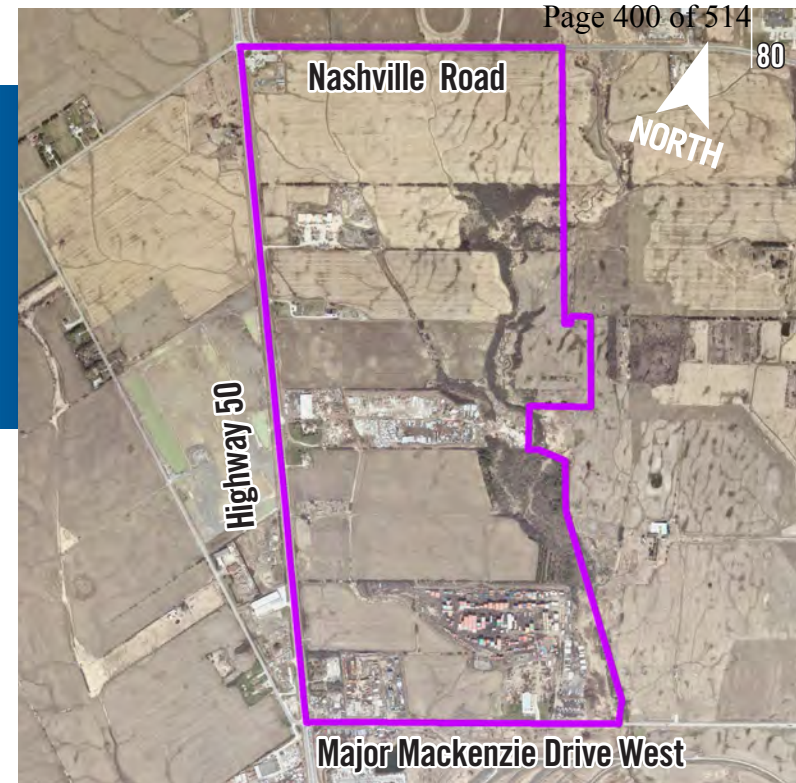 Page 400 of 514
80
Nashville Road
NORTH
Highway 50
Major Mackenzie Drive West